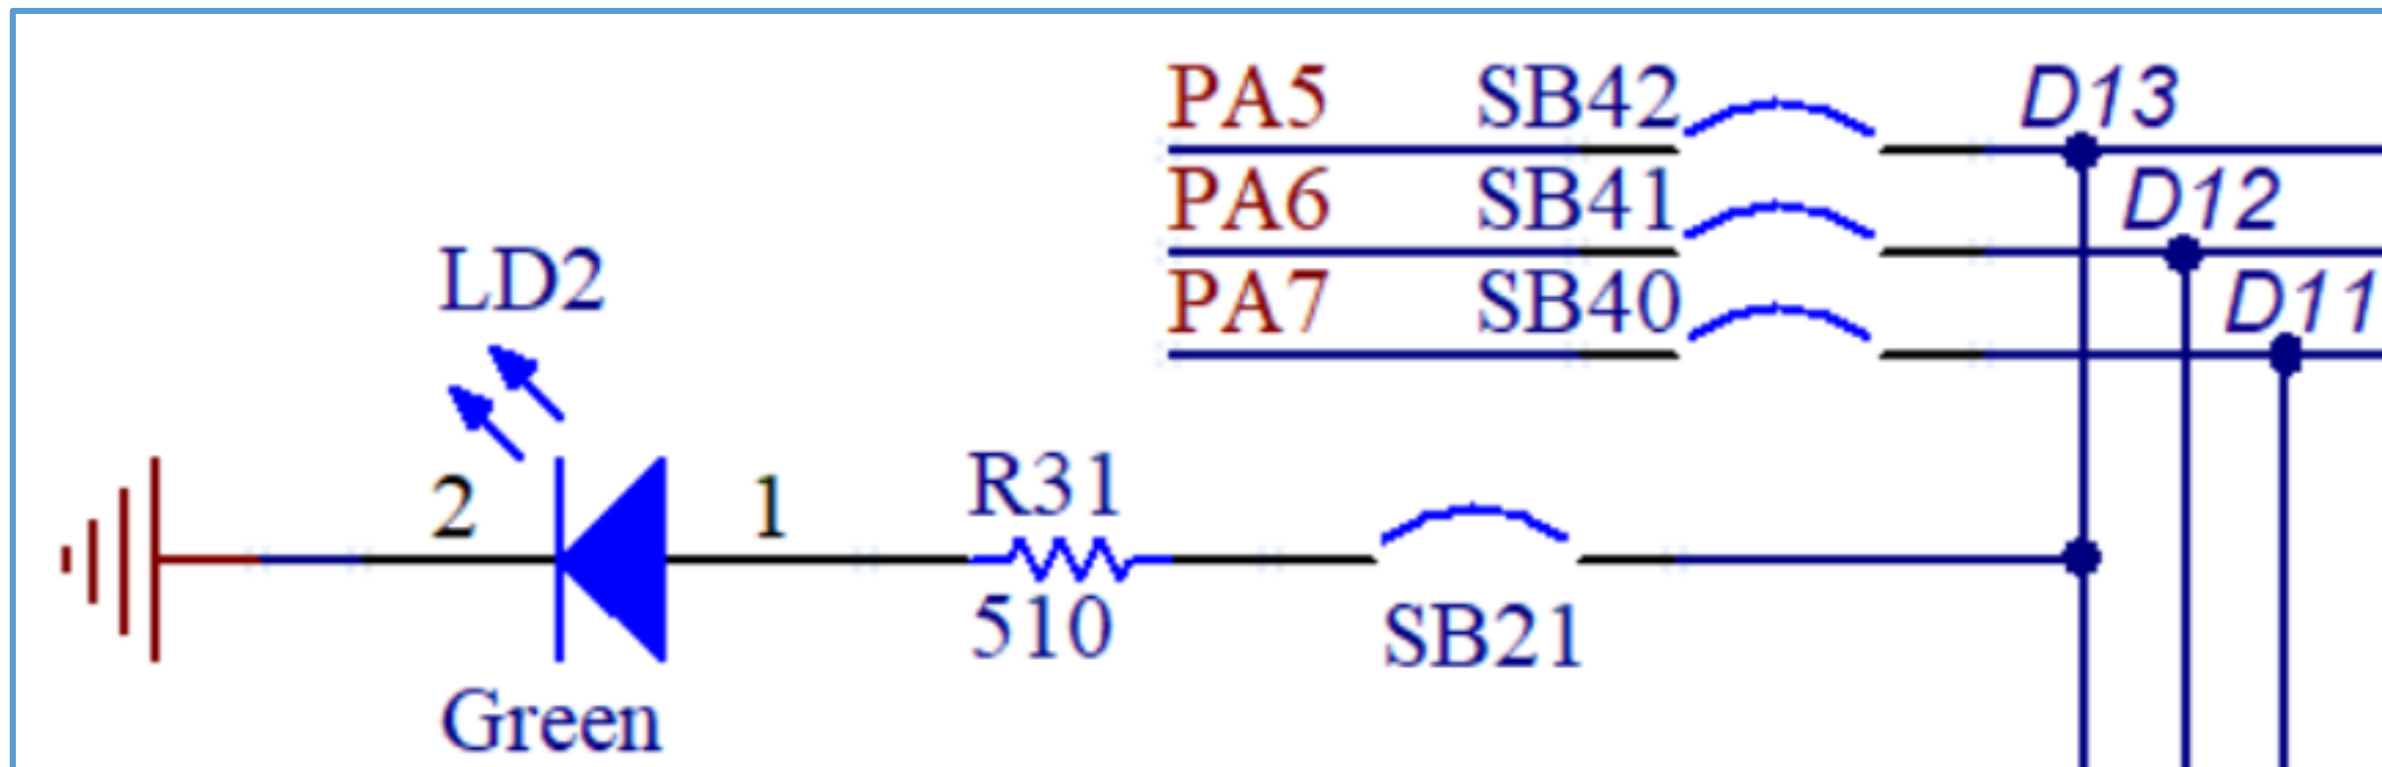 PA5 SB42 D13
PA6 SB41 D12
PA7 SB40 D11
LD2
2 1 R31
510 SB21
Green